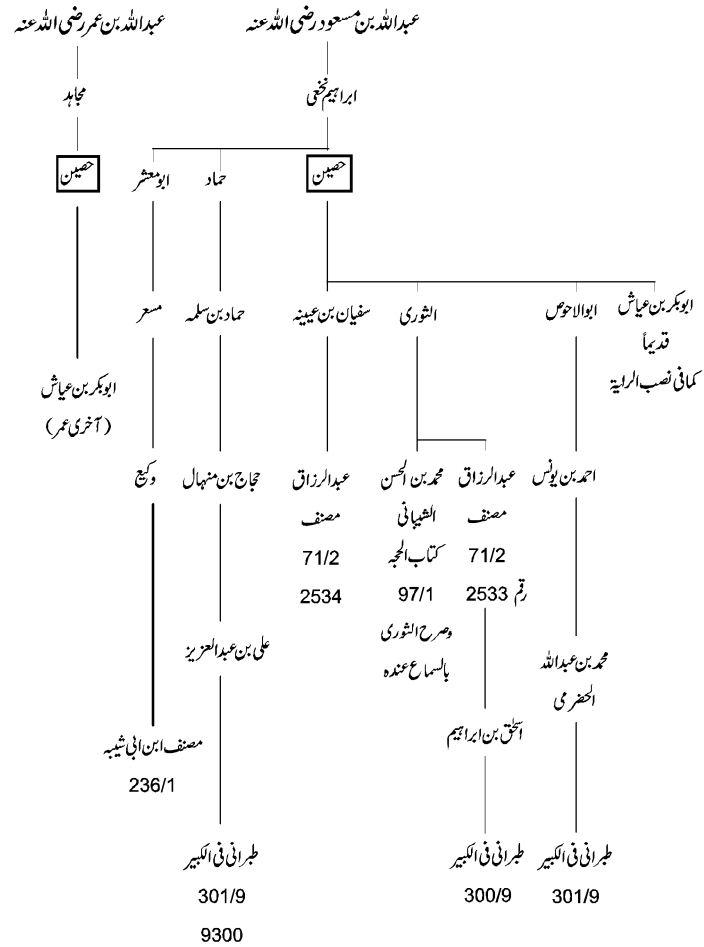 عبداللہ بن مسعود رضی اللہ عنہ
عبداللہ بن عمر رضی اللہ عنہ
ابراہیم نخعی
مجاہد
حصین
حماد
ابومعشر
حصین
ابوبکر بن عیاش
قدیماً
کما فی نصب الرایۃ
ابوالاحوص
الثوری
سفیان بن عیینہ
حماد بن سلمہ
مسعر
ابوبکر بن عیاش
(آخری عمر)
احمد بن یونس
عبدالرزاق
مصنف
71/2
رقم 2533
محمد بن الحسن
الشیبانی
کتاب الحجہ
97/1
وصرح الثوری
بالسماع عندہ
عبدالرزاق
مصنف
71/2
2534
حجاج بن منہال
وکیع
محمد بن عبداللہ
الحضرمی
علی بن عبدالعزیز
اسحٰق بن ابراہیم
مصنف ابن ابی شیبہ
236/1
طبرانی فی الکبیر
301/9
طبرانی فی الکبیر
300/9
طبرانی فی الکبیر
301/9
9300